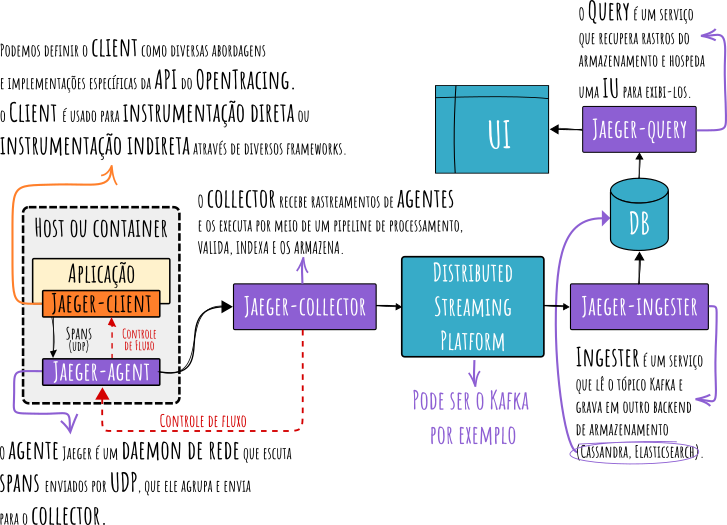 Podemos definir o client como diversas abordagens
e implementações específicas da API do OpenTracing.
o Client é usado para instrumentação direta ou
instrumentação indireta através de diversos frameworks.
o Query é um serviço
que recupera rastros do
armazenamento e hospeda
uma IU para exibi-los.
UI
Jaeger-query
o collector recebe rastreamentos de agentes
e os executa por meio de um pipeline de processamento,
valida, indexa e os armazena.
DB
Host ou container
Aplicação
Jaeger-client
Spans
(UDP)
Controle
de Fluxo
Jaeger-agent
Jaeger-collector
Distributed
Streaming
Platform
Jaeger-ingester
Controle de fluxo
Pode ser o Kafka
por exemplo
Ingester é um serviço
que lê o tópico Kafka e
grava em outro backend
de armazenamento
(Cassandra, Elasticsearch).
o agente Jaeger é um daemon de rede que escuta
spans enviados por UDP, que ele agrupa e envia
para o collector.